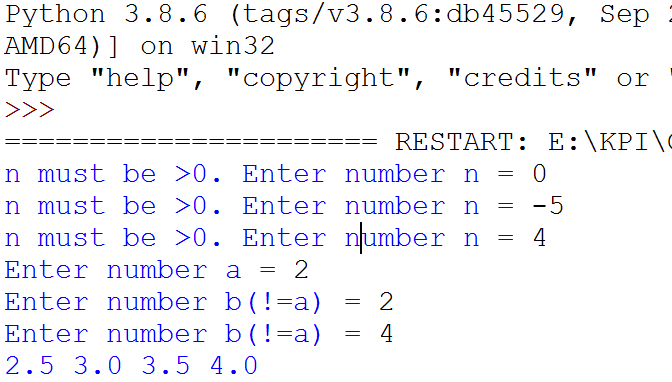 Python 3.8.6 (tags/v3.8.6:db45529, Sep
AMD64)] on win32
Type "help", "copyright", "credits" or
>>>
====================== RESTART: E:\KPI\
n must be >0. Enter number n = 0
n must be >0. Enter number n = -5
n must be >0. Enter number n = 4
Enter number a = 2
Enter number b(!=a) = 2
Enter number b(!=a) = 4
2.5 3.0 3.5 4.0